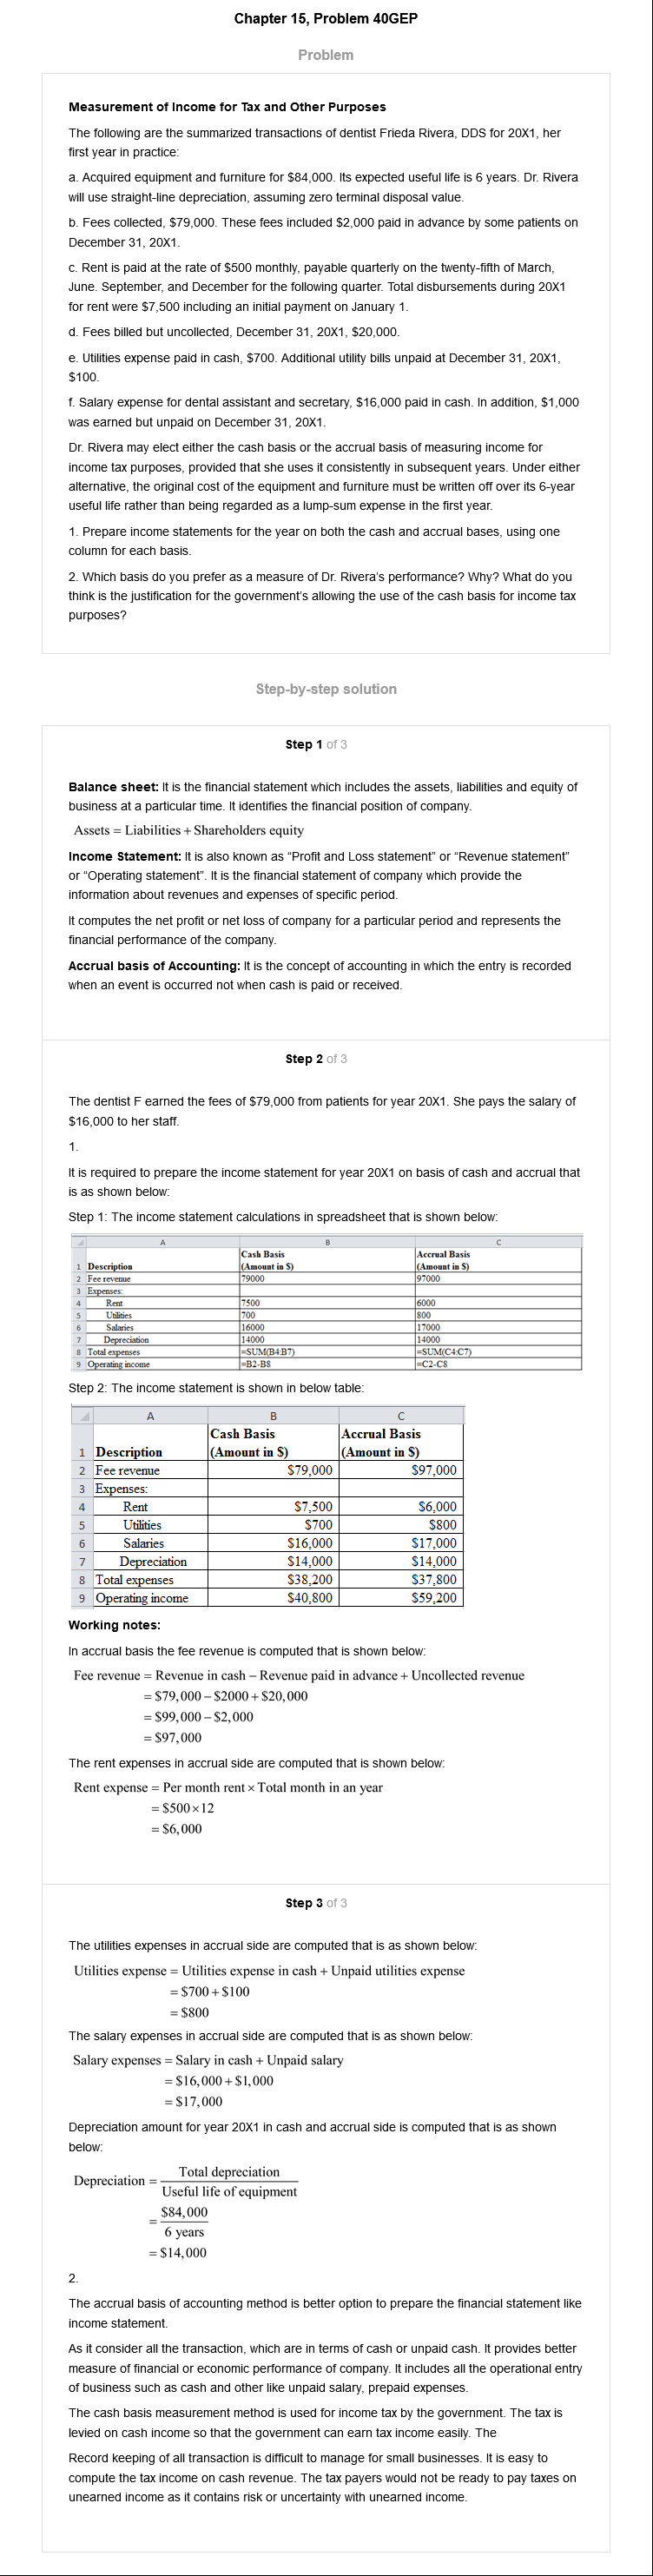 Chapter 15, Problem 40GEP
Problem
Measurement of Income for Tax and Other Purposes
The following are the summarized transactions of dentist Frieda Rivera, DDS for 20X1, her
first year in practice:
a. Acquired equipment and furniture for $84,000. Its expected useful life is 6 years. Dr. Rivera
will use straight-line depreciation, assuming zero terminal disposal value.
b. Fees collected, $79,000. These fees included $2,000 paid in advance by some patients on
December 31, 20X1.
c. Rent is paid at the rate of $500 monthly, payable quarterly on the twenty-fifth of March,
June. September, and December for the following quarter. Total disbursements during 20X1
for rent were $7,500 including an initial payment on January 1.
d. Fees billed but uncollected, December 31, 20X1, $20,000.
e. Utilities expense paid in cash, $700. Additional utility bills unpaid at December 31, 20X1,
$100.
f. Salary expense for dental assistant and secretary, $16,000 paid in cash. In addition, $1,000
was earned but unpaid on December 31, 20X1.
Dr. Rivera may elect either the cash basis or the accrual basis of measuring income for
income tax purposes, provided that she uses it consistently in subsequent years. Under either
alternative, the original cost of the equipment and furniture must be written off over its 6-year
useful life rather than being regarded as a lump-sum expense in the first year.
1. Prepare income statements for the year on both the cash and accrual bases, using one
column for each basis.
2. Which basis do you prefer as a measure of Dr. Rivera's performance? Why? What do you
think is the justification for the government's allowing the use of the cash basis for income tax
purposes?
Step-by-step solution
Step 1 of 3
Balance sheet: It is the financial statement which includes the assets, liabilities and equity of
business at a particular time. It identifies the financial position of company.
Assets = Liabilities + Shareholders equity
Income Statement: It is also known as “Profit and Loss statement” or “Revenue statement”
or “Operating statement”. It is the financial statement of company which provide the
information about revenues and expenses of specific period.
It computes the net profit or net loss of company for a particular period and represents the
financial performance of the company.
Accrual basis of Accounting: It is the concept of accounting in which the entry is recorded
when an event is occurred not when cash is paid or received.
Step 2 of 3
The dentist F earned the fees of $79,000 from patients for year 20X1. She pays the salary of
$16,000 to her staff.
1.
It is required to prepare the income statement for year 20X1 on basis of cash and accrual that
is as shown below:
Step 1: The income statement calculations in spreadsheet that is shown below:
A B C
Cash Basis Accrual Basis
1 Description (Amount in $) (Amount in $)
2 Fee revenue 79000 97000
3 Expenses:
4 Rent 7500 6000
5 Utilities 700 800
6 Salaries 16000 17000
7 Depreciation 14000 14000
8 Total expenses =SUM(B4:B7) =SUM(C4:C7)
9 Operating income =B2-B8 =C2-C8
Step 2: The income statement is shown in below table:
A B C
Cash Basis Accrual Basis
1 Description (Amount in $) (Amount in $)
2 Fee revenue $79,000 $97,000
3 Expenses:
4 Rent $7,500 $6,000
5 Utilities $700 $800
6 Salaries $16,000 $17,000
7 Depreciation $14,000 $14,000
8 Total expenses $38,200 $37,800
9 Operating income $40,800 $59,200
Working notes:
In accrual basis the fee revenue is computed that is shown below:
Fee revenue = Revenue in cash − Revenue paid in advance + Uncollected revenue
= $79,000 − $2000 + $20,000
= $99,000 − $2,000
= $97,000
The rent expenses in accrual side are computed that is shown below:
Rent expense = Per month rent × Total month in an year
= $500 × 12
= $6,000
Step 3 of 3
The utilities expenses in accrual side are computed that is as shown below:
Utilities expense = Utilities expense in cash + Unpaid utilities expense
= $700 + $100
= $800
The salary expenses in accrual side are computed that is as shown below:
Salary expenses = Salary in cash + Unpaid salary
= $16,000 + $1,000
= $17,000
Depreciation amount for year 20X1 in cash and accrual side is computed that is as shown
below:
Depreciation = Total depreciation
Useful life of equipment
= $84,000
6 years
= $14,000
2.
The accrual basis of accounting method is better option to prepare the financial statement like
income statement.
As it consider all the transaction, which are in terms of cash or unpaid cash. It provides better
measure of financial or economic performance of company. It includes all the operational entry
of business such as cash and other like unpaid salary, prepaid expenses.
The cash basis measurement method is used for income tax by the government. The tax is
levied on cash income so that the government can earn tax income easily. The
Record keeping of all transaction is difficult to manage for small businesses. It is easy to
compute the tax income on cash revenue. The tax payers would not be ready to pay taxes on
unearned income as it contains risk or uncertainty with unearned income.